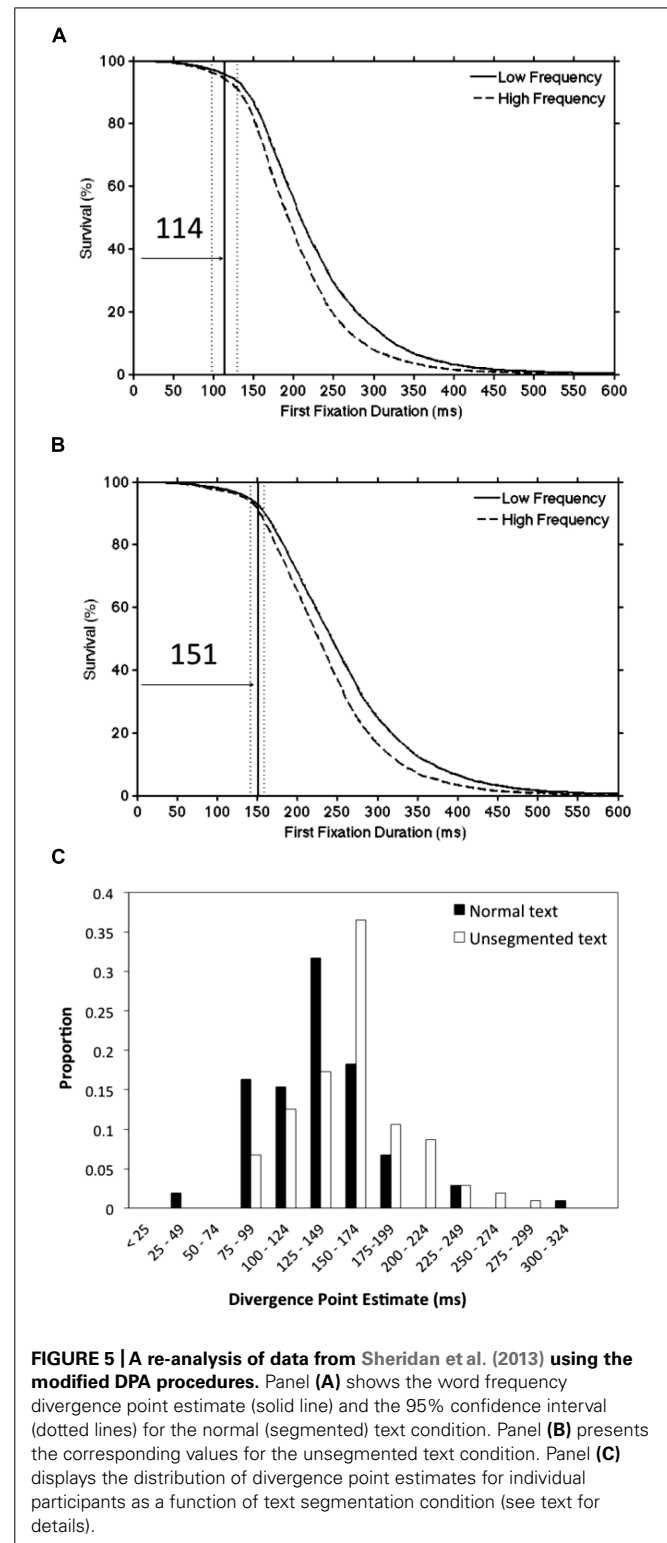 A
Low Frequency
High Frequency
Survival (%)
100
80
60
40
20
0
114
0 50 100 150 200 250 300 350 400 450 500 550 600
First Fixation Duration (ms)
B
Low Frequency
High Frequency
Survival (%)
100
80
60
40
20
0
151
0 50 100 150 200 250 300 350 400 450 500 550 600
First Fixation Duration (ms)
C
Normal text
Unsegmented text
Proportion
0.4
0.35
0.3
0.25
0.2
0.15
0.1
0.05
0
< 25 25 - 49 50 - 74 75 - 99 100 - 124 125 - 149 150 - 174 175-199 200 - 224 225 - 249 250 - 274 275 - 299 300 - 324
Divergence Point Estimate (ms)
FIGURE 5 | A re-analysis of data from Sheridan et al. (2013) using the
modified DPA procedures. Panel (A) shows the word frequency
divergence point estimate (solid line) and the 95% confidence interval
(dotted lines) for the normal (segmented) text condition. Panel (B) presents
the corresponding values for the unsegmented text condition. Panel (C)
displays the distribution of divergence point estimates for individual
participants as a function of text segmentation condition (see text for
details).